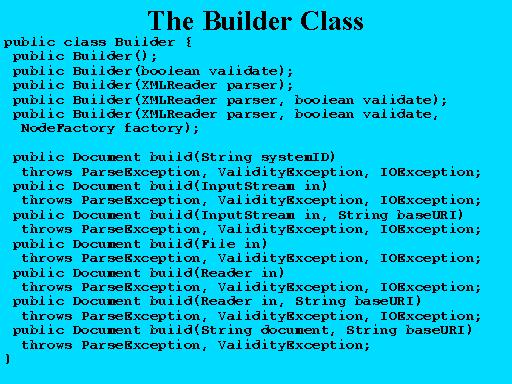 The Builder Class
public class Builder {
public Builder();
public Builder(boolean validate);
public Builder(XMLReader parser);
public Builder(XMLReader parser, boolean validate);
public Builder(XMLReader parser, boolean validate,
NodeFactory factory);
public Document build(String systemID)
throws ParseException, ValidityException, IOException;
public Document build(InputStream in)
throws ParseException, ValidityException, IOException;
public Document build(InputStream in, String baseURI)
throws ParseException, ValidityException, IOException;
public Document build(File in)
throws ParseException, ValidityException, IOException;
public Document build(Reader in)
throws ParseException, ValidityException, IOException;
public Document build(Reader in, String baseURI)
throws ParseException, ValidityException, IOException;
public Document build(String document, String baseURI)
throws ParseException, ValidityException;
}